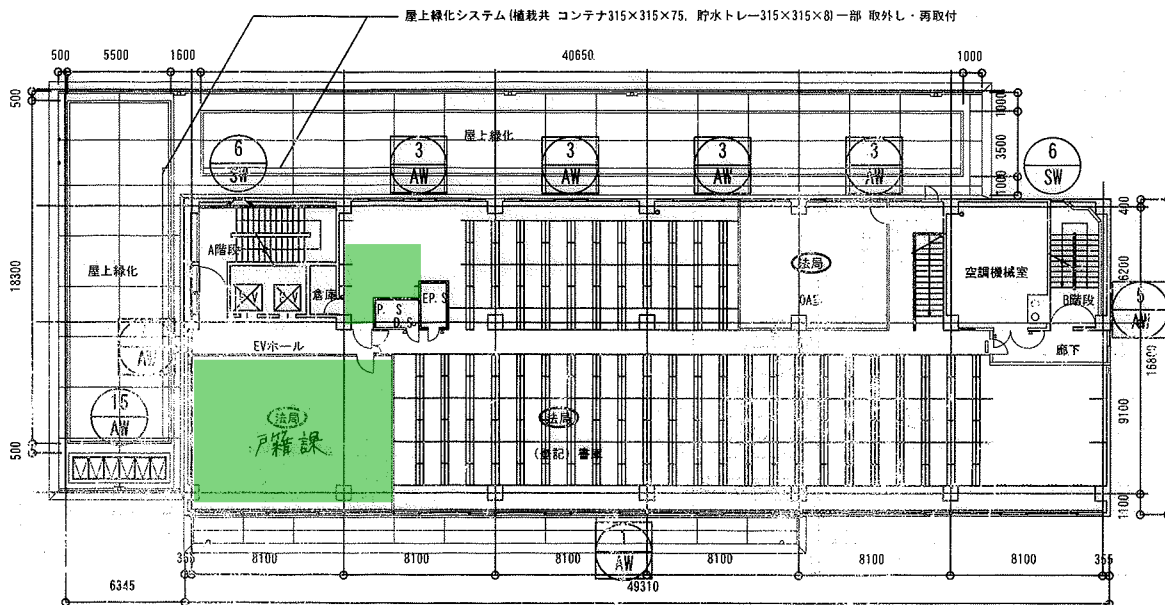 屋上緑化システム(植栽共 コンテナ315×315×75, 貯水トレー315×315×8)一部 取外し・再取付
500 5500 1600 40650 1000
500
18300
500
1000
3500
1000
屋上緑化
6 SW
3 AW
3 AW
3 AW
3 AW
6 SW
400
6200
5 AW
16800
9100
1100
A階段
屋上緑化
倉庫
P. S
D. S
EP. S
法局
OA室
空調機械室
B階段
EVホール
廊下
AW
15 AW
法局
戸籍課
法局
(登記) 書庫
1 AW
355 8100 8100 8100 8100 8100 8100 355
6345 49310